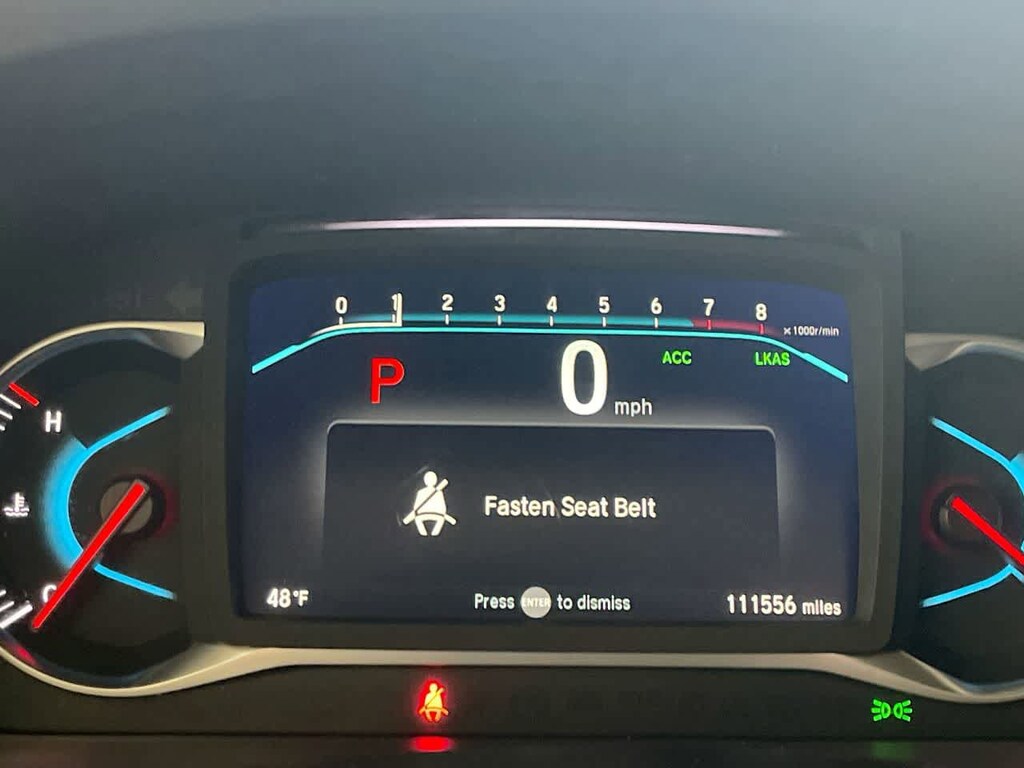 0 1 2 3 4 5 6 7 8
x1000r/min
P 0 mph ACC LKAS
H
Fasten Seat Belt
C
48°F Press ENTER to dismiss 111556 miles